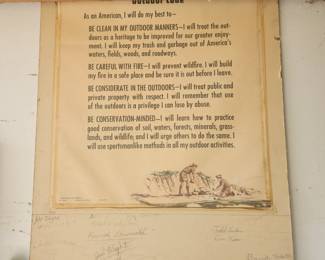 Outdoor Code
As an American, I will do my best to—
BE CLEAN IN MY OUTDOOR MANNERS—I will treat the out-
doors as a heritage to be improved for our greater enjoy-
ment. I will keep my trash and garbage out of America's
waters, fields, woods, and roadways.
BE CAREFUL WITH FIRE—I will prevent wildfire. I will build
my fire in a safe place and be sure it is out before I leave.
BE CONSIDERATE IN THE OUTDOORS—I will treat public and
private property with respect. I will remember that use
of the outdoors is a privilege I can lose by abuse.
BE CONSERVATION-MINDED—I will learn how to practice
good conservation of soil, waters, forests, minerals, grass-
lands, and wildlife; and I will urge others to do the same. I
will use sportsmanlike methods in all my outdoor activities.